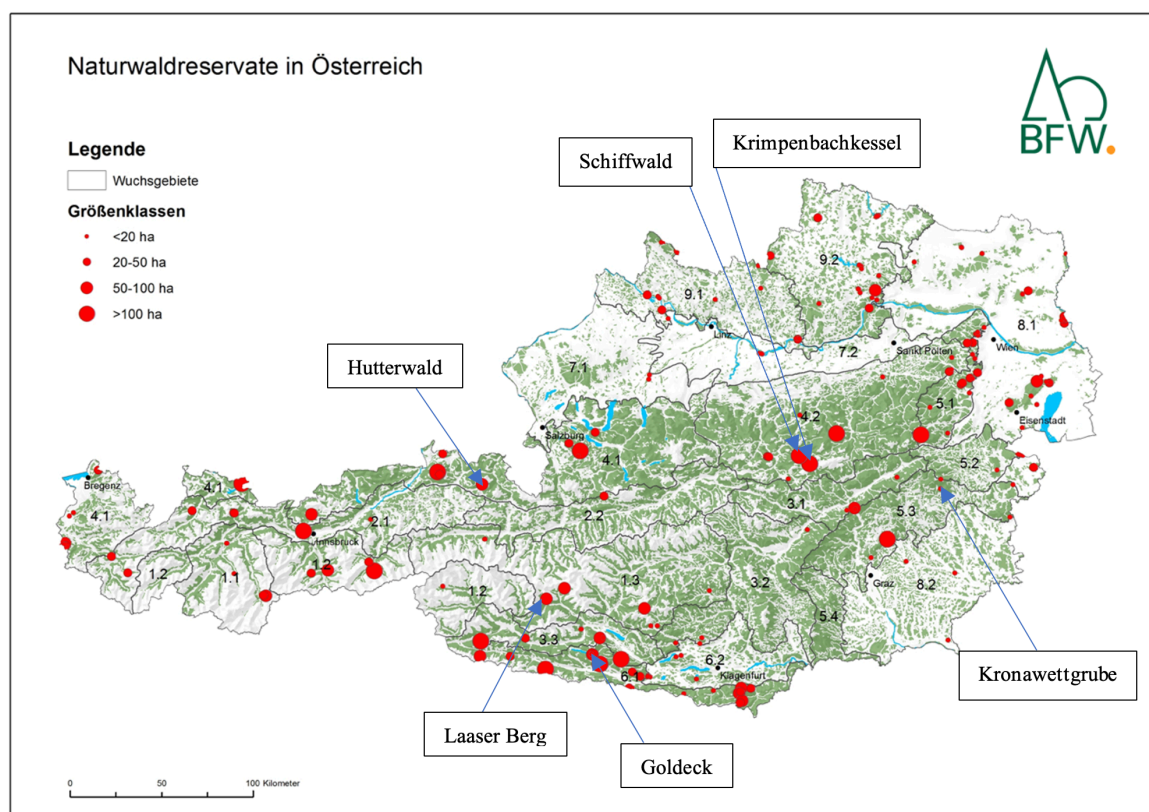 Naturwaldreservate in Österreich
BFW.
Legende
Wuchsgebiete
Größenklassen
<20 ha
20-50 ha
50-100 ha
>100 ha
Krimpenbachkessel
Schiffwald
Hutterwald
9.2
9.1
Linz
8.1
7.2
Sankt Pölten
Wien
7.1
5.1
4.2
Eisenstadt
Salzburg
4.1
5.2
Bregenz
4.1
4.1
3.1
2.2
2.1
5.3
Innsbruck
1.2
1.1
1.2
1.2
1.3
3.2
Graz
8.2
5.4
3.3
6.2
6.1
Klagenfurt
Kronawettgrube
Laaser Berg
Goldeck
0 50 100 Kilometer